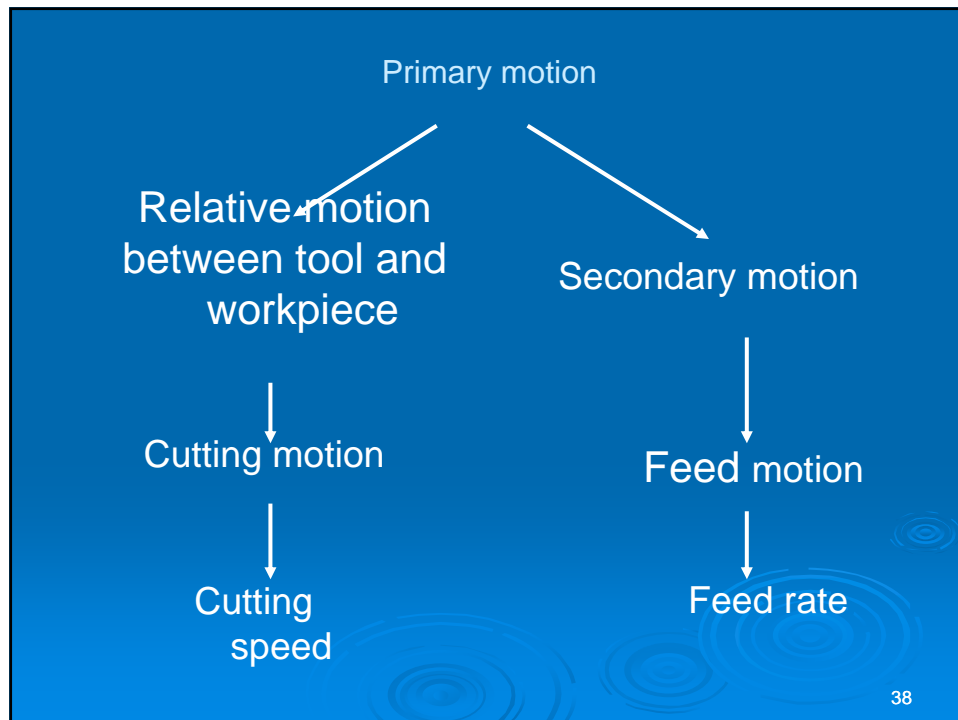 Primary motion
Relative motion
between tool and
workpiece
Secondary motion
Cutting motion
Feed motion
Cutting
speed
Feed rate
38